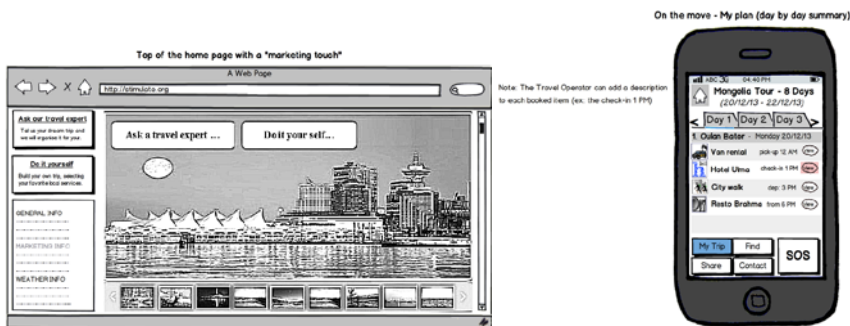 Top of the home page with a "marketing touch"
A Web Page
http://stimulate.org
Ask our travel expert
Tell us your dream trip and
we will organise it for you.
Do it yourself
Build your own trip, selecting
your favorite local services.
GENERAL INFO
MARKETING INFO
WEATHER INFO
Ask a travel expert ...
Do it your self...
Note: The Travel Operator can add a description
to each booked item (ex: the check-in 1 PM)
On the move - My plan (day by day summary)
ABC 3G 04:40 PM
Mongolia Tour - 8 Days
(20/12/13 - 22/12/13)
< Day 1 Day 2 Day 3 >
1. Oulan Bator - Monday 20/12/13
Van rental pick-up 12 AM view
Hotel Ulma check-in 1 PM view
City walk dep: 3 PM view
Resto Brahms from 6 PM view
My Trip Find
Share Contact
SOS